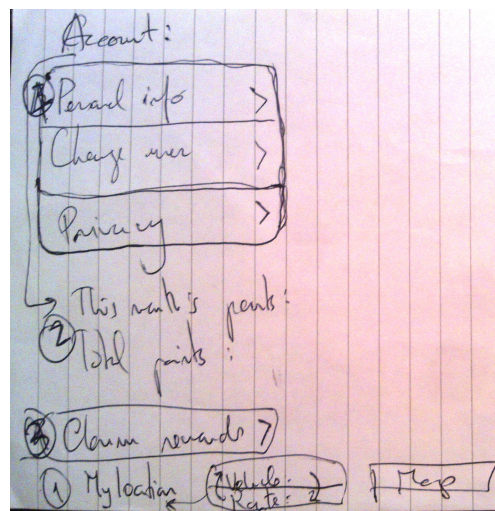 Account:
Personal info >
Change user >
Privacy >
This month's points:
2
Total points :
3 Claim rewards >
1 My location Vehicle:
Route: 2 Map